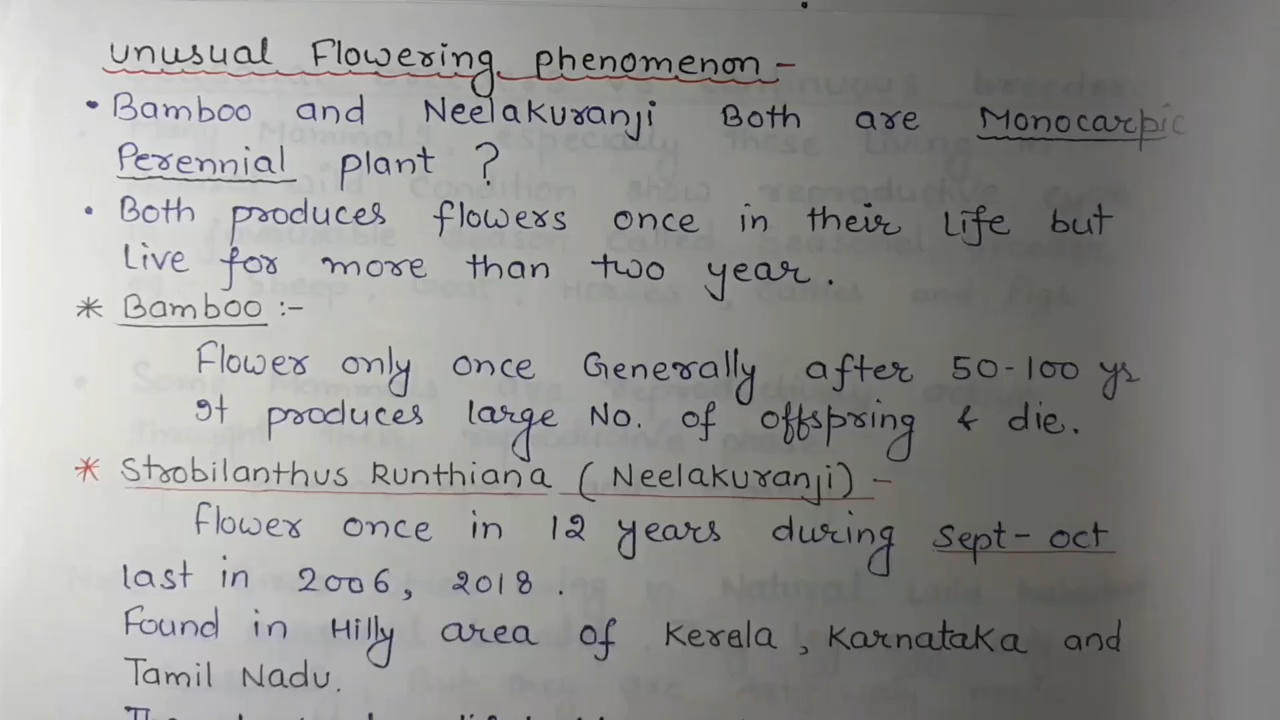 unusual Flowering phenomenon -
• Bamboo and Neelakuranji Both are Monocarpic
Perennial plant ?
• Both produces flowers once in their life but
Live for more than two year.
* Bamboo :-
Flower only once Generally after 50-100 yr
It produces large No. of offspring & die.
* Strobilanthus Runthiana (Neelakuranji) -
Flower once in 12 years during Sept - oct
last in 2006, 2018.
Found in Hilly area of Kerela, Karnataka and
Tamil Nadu.